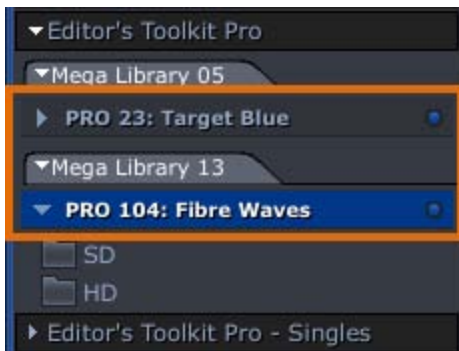 Editor's Toolkit Pro
Mega Library 05
PRO 23: Target Blue
Mega Library 13
PRO 104: Fibre Waves
SD
HD
Editor's Toolkit Pro - Singles